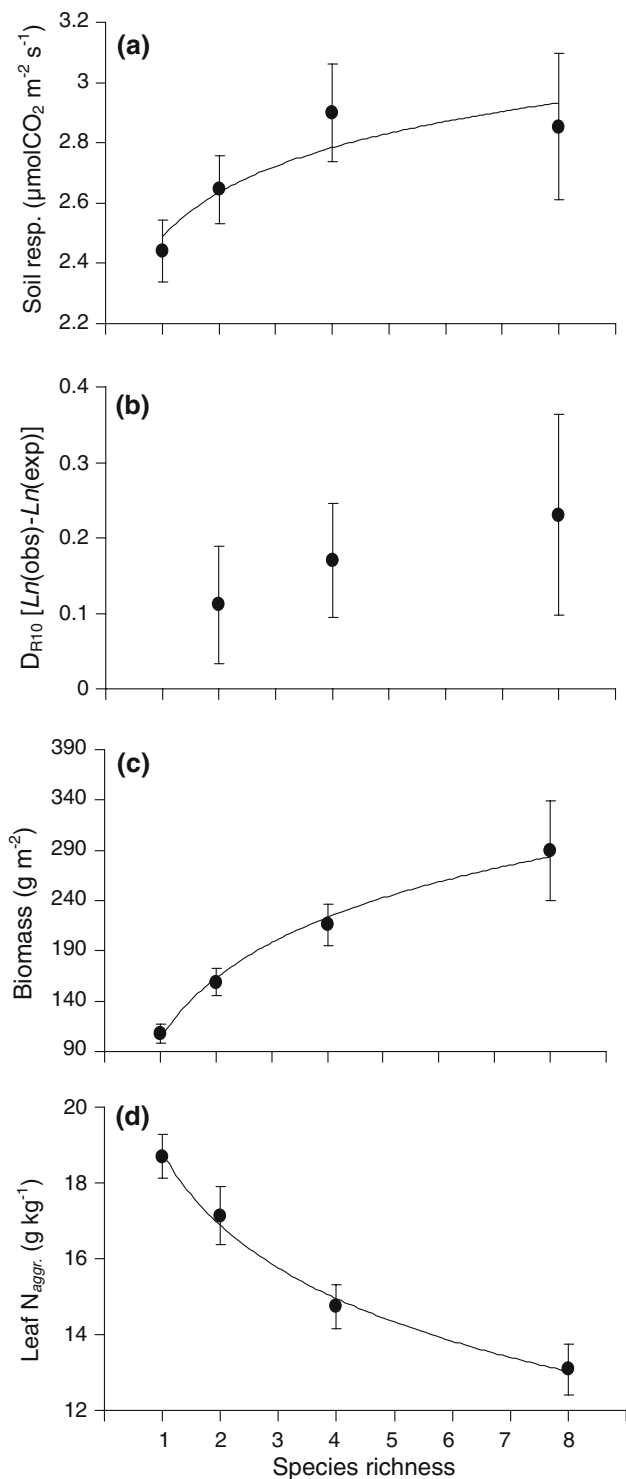 (a)
Soil resp. (µmolCO₂ m⁻² s⁻¹)
3.2
3
2.8
2.6
2.4
2.2
(b)
D_R10 [Ln(obs)-Ln(exp)]
0.4
0.3
0.2
0.1
0
(c)
Biomass (g m⁻²)
390
340
290
240
190
140
90
(d)
Leaf N_aggr. (g kg⁻¹)
20
18
16
14
12
1 2 3 4 5 6 7 8
Species richness